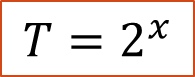 T = 2^x